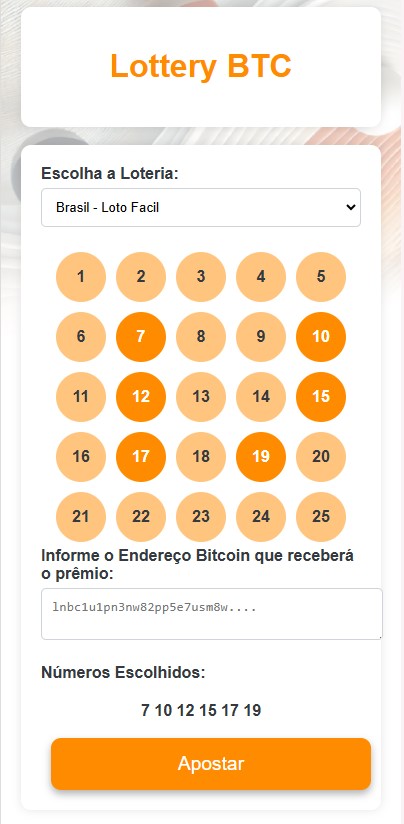 Lottery BTC
Escolha a Loteria:
Brasil - Loto Facil
1 2 3 4 5
6 7 8 9 10
11 12 13 14 15
16 17 18 19 20
21 22 23 24 25
Informe o Endereço Bitcoin que receberá
o prêmio:
lnbc1u1pn3nw82pp5e7usm8w....
Números Escolhidos:
7 10 12 15 17 19
Apostar